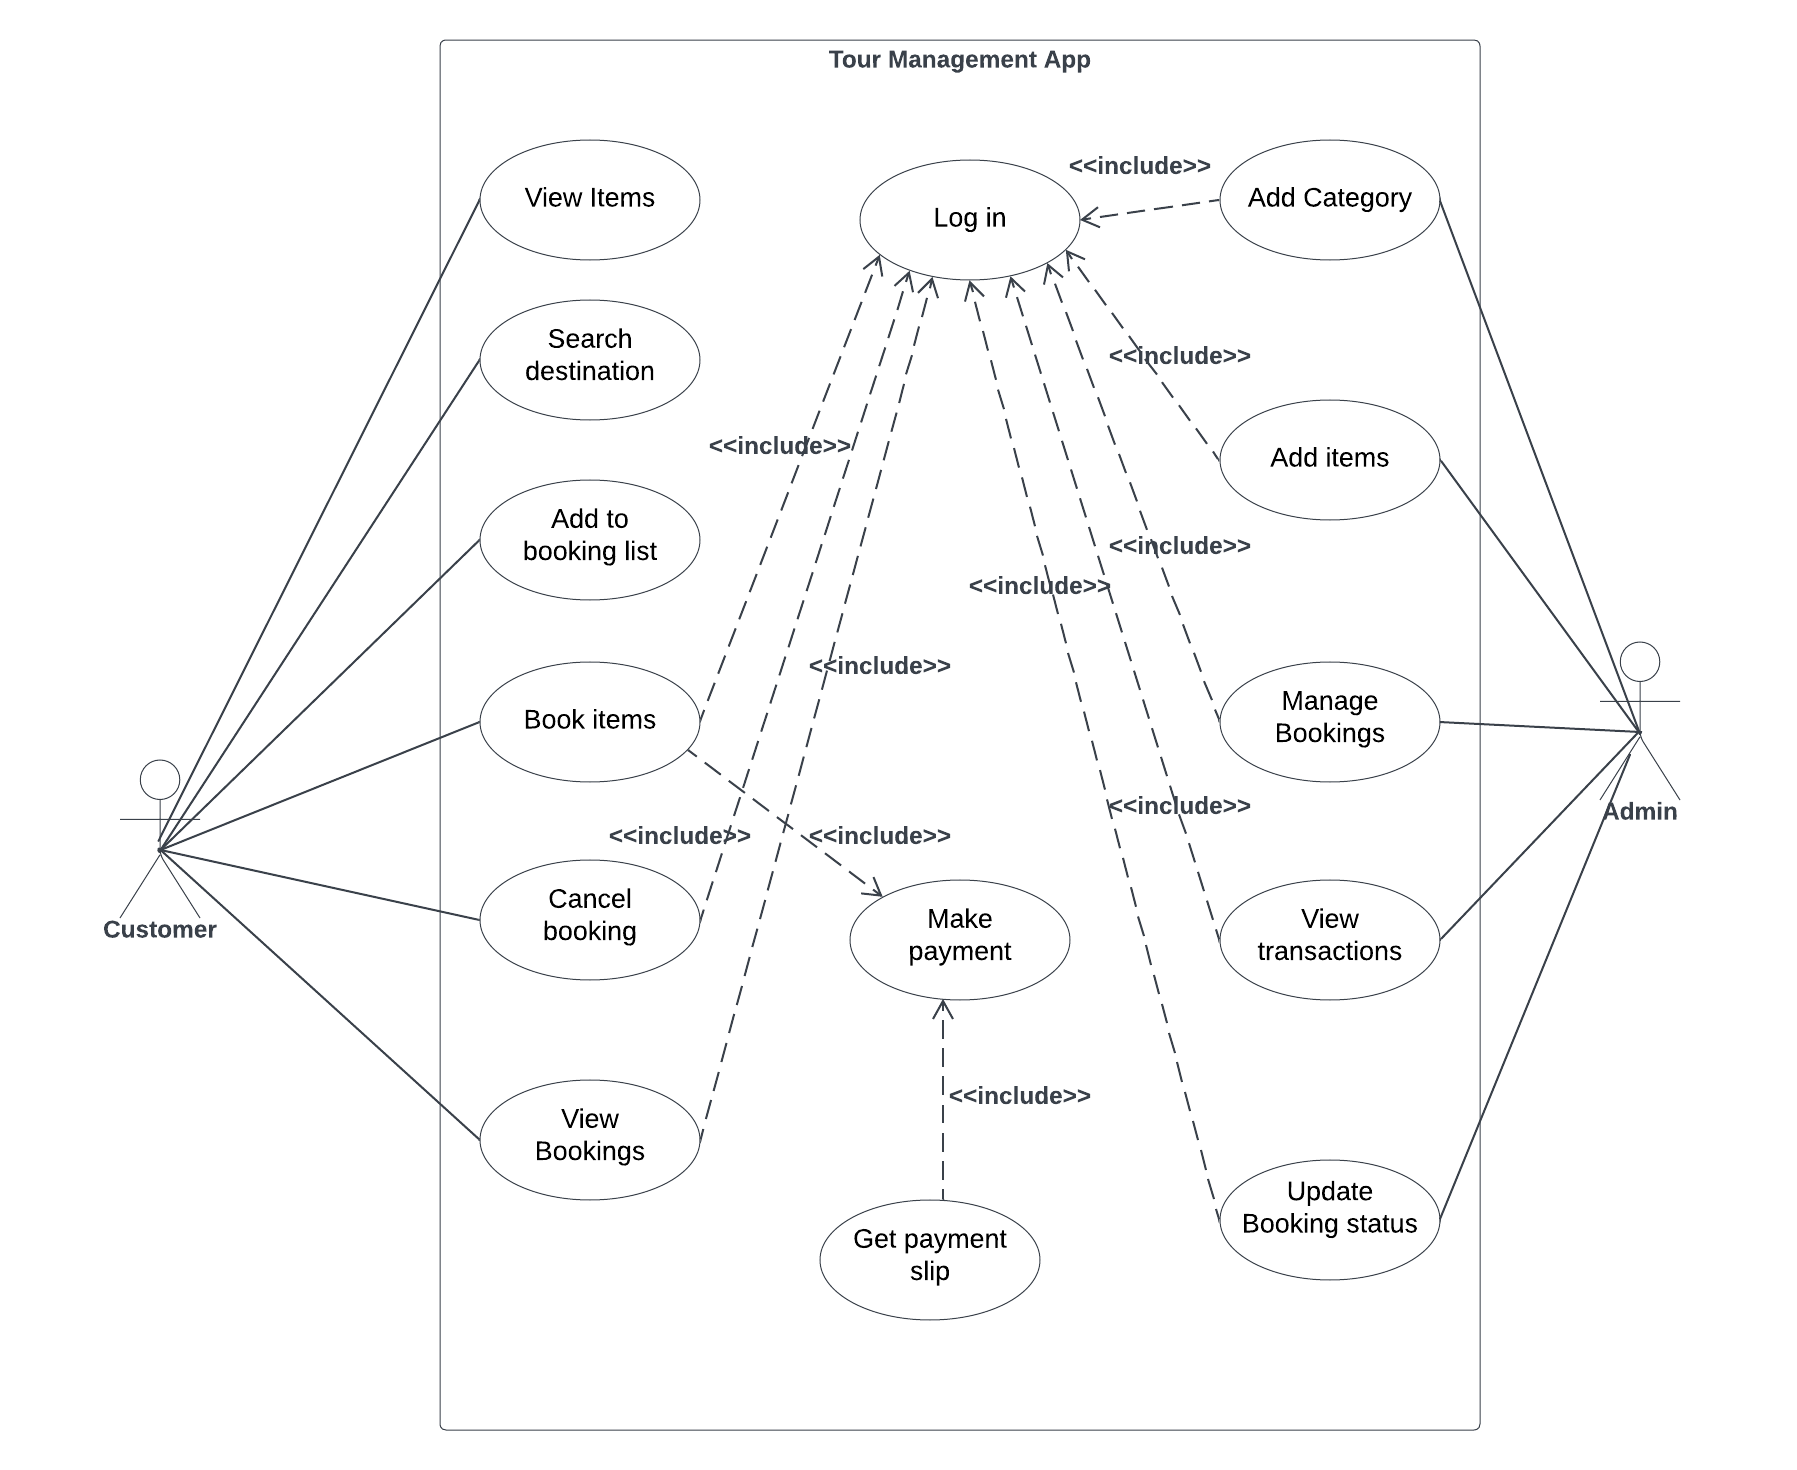 Tour Management App
View Items
Log in
<<include>>
Add Category
Search
destination
<<include>>
<<include>>
Add items
Add to
booking list
<<include>>
<<include>>
<<include>>
Book items
Manage
Bookings
<<include>>
Admin
<<include>>
<<include>>
Customer
Cancel
booking
Make
payment
View
transactions
<<include>>
View
Bookings
Get payment
slip
Update
Booking status